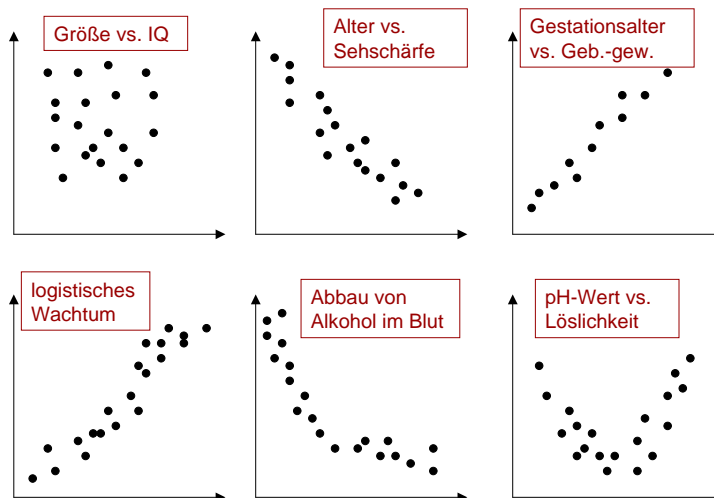 Größe vs. IQ
Alter vs.
Sehschärfe
Gestationsalter
vs. Geb.-gew.
logistisches
Wachtum
Abbau von
Alkohol im Blut
pH-Wert vs.
Löslichkeit